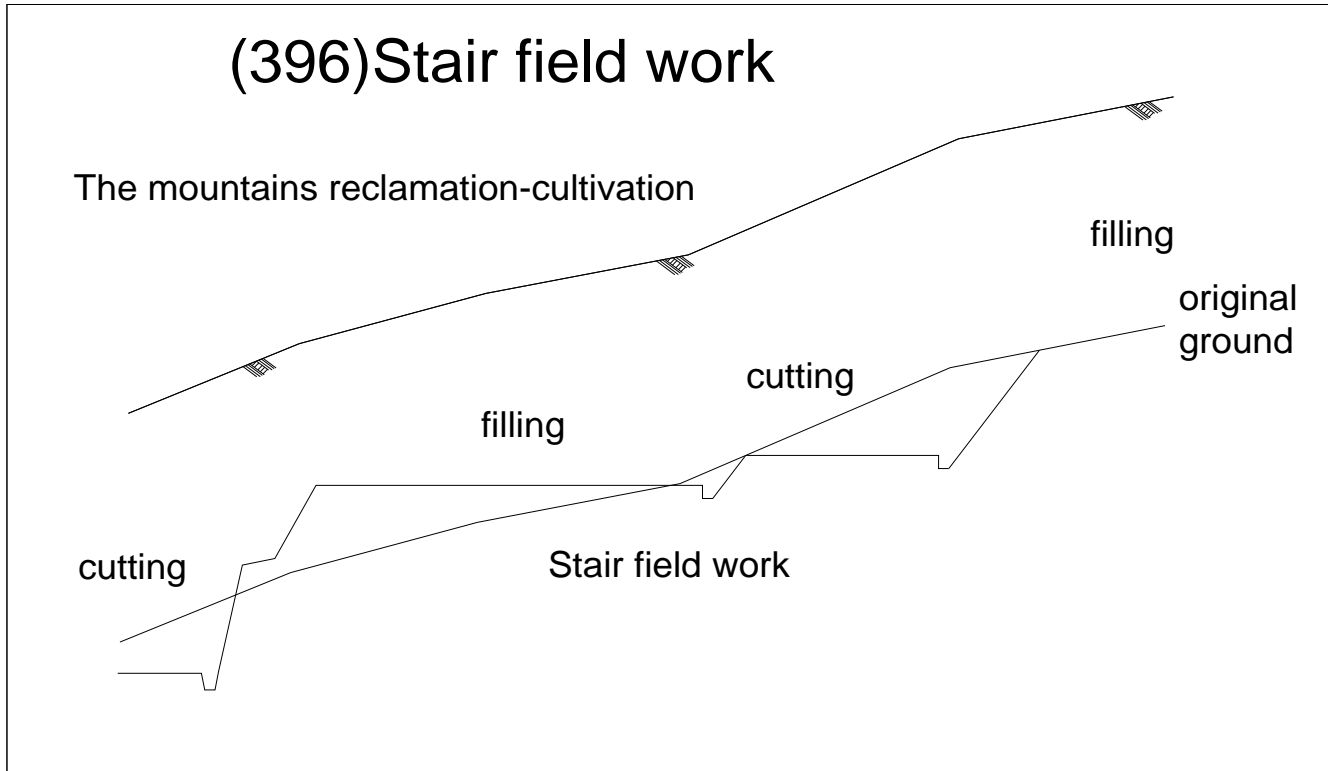 (396)Stair field work
The mountains reclamation-cultivation
filling
original
ground
cutting
filling
cutting
Stair field work